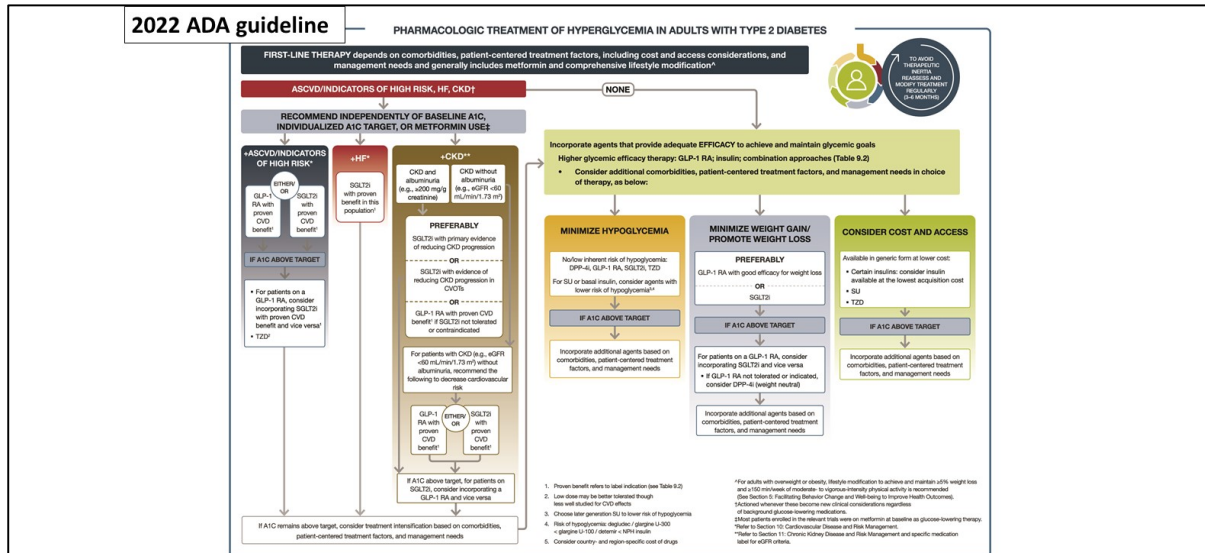 2022 ADA guideline
PHARMACOLOGIC TREATMENT OF HYPERGLYCEMIA IN ADULTS WITH TYPE 2 DIABETES
FIRST-LINE THERAPY depends on comorbidities, patient-centered treatment factors, including cost and access considerations, and
management needs and generally includes metformin and comprehensive lifestyle modification^
TO AVOID
THERAPEUTIC
INERTIA
REASSESS AND
MODIFY TREATMENT
REGULARLY
(3–6 MONTHS)
ASCVD/INDICATORS OF HIGH RISK, HF, CKD†
NONE
RECOMMEND INDEPENDENTLY OF BASELINE A1C,
INDIVIDUALIZED A1C TARGET, OR METFORMIN USE‡
+ASCVD/INDICATORS
OF HIGH RISK*
EITHER/
OR
GLP-1
RA with
proven
CVD
benefit¹
SGLT2i
with
proven
CVD
benefit¹
IF A1C ABOVE TARGET
• For patients on a
GLP-1 RA, consider
incorporating SGLT2i
with proven CVD
benefit and vice versa¹
• TZD²
+HF*
SGLT2i
with proven
benefit in this
population¹
+CKD**
CKD and
albuminuria
(e.g., ≥200 mg/g
creatinine)
CKD without
albuminuria
(e.g., eGFR <60
mL/min/1.73 m²)
PREFERABLY
SGLT2i with primary evidence
of reducing CKD progression
OR
SGLT2i with evidence of
reducing CKD progression in
CVOTs
OR
GLP-1 RA with proven CVD
benefit¹ if SGLT2i not tolerated
or contraindicated
For patients with CKD (e.g., eGFR
<60 mL/min/1.73 m²) without
albuminuria, recommend the
following to decrease cardiovascular
risk
EITHER/
OR
GLP-1
RA with
proven
CVD
benefit¹
SGLT2i
with
proven
CVD
benefit¹
If A1C above target, for patients on
SGLT2i, consider incorporating a
GLP-1 RA and vice versa
If A1C remains above target, consider treatment intensification based on comorbidities,
patient-centered treatment factors, and management needs
Incorporate agents that provide adequate EFFICACY to achieve and maintain glycemic goals
Higher glycemic efficacy therapy: GLP-1 RA; insulin; combination approaches (Table 9.2)
• Consider additional comorbidities, patient-centered treatment factors, and management needs in choice
of therapy, as below:
MINIMIZE HYPOGLYCEMIA
No/low inherent risk of hypoglycemia:
DPP-4i, GLP-1 RA, SGLT2i, TZD
For SU or basal insulin, consider agents with
lower risk of hypoglycemia³,⁴
IF A1C ABOVE TARGET
Incorporate additional agents based on
comorbidities, patient-centered treatment
factors, and management needs
MINIMIZE WEIGHT GAIN/
PROMOTE WEIGHT LOSS
PREFERABLY
GLP-1 RA with good efficacy for weight loss
OR
SGLT2i
IF A1C ABOVE TARGET
For patients on a GLP-1 RA, consider
incorporating SGLT2i and vice versa
• If GLP-1 RA not tolerated or indicated,
consider DPP-4i (weight neutral)
Incorporate additional agents based on
comorbidities, patient-centered treatment
factors, and management needs
CONSIDER COST AND ACCESS
Available in generic form at lower cost:
• Certain insulins: consider insulin
available at the lowest acquisition cost
• SU
• TZD
IF A1C ABOVE TARGET
Incorporate additional agents based on
comorbidities, patient-centered treatment
factors, and management needs
1. Proven benefit refers to label indication (see Table 9.2)
2. Low dose may be better tolerated though
less well studied for CVD effects
3. Choose later generation SU to lower risk of hypoglycemia
4. Risk of hypoglycemia: degludec / glargine U-300
< glargine U-100 / detemir < NPH insulin
5. Consider country- and region-specific cost of drugs
^For adults with overweight or obesity, lifestyle modification to achieve and maintain ≥5% weight loss
and ≥150 min/week of moderate- to vigorous-intensity physical activity is recommended
(See Section 5: Facilitating Behavior Change and Well-being to Improve Health Outcomes).
†Actioned whenever these become new clinical considerations regardless
of background glucose-lowering medications.
‡Most patients enrolled in the relevant trials were on metformin at baseline as glucose-lowering therapy.
*Refer to Section 10: Cardiovascular Disease and Risk Management.
**Refer to Section 11: Chronic Kidney Disease and Risk Management and specific medication
label for eGFR criteria.